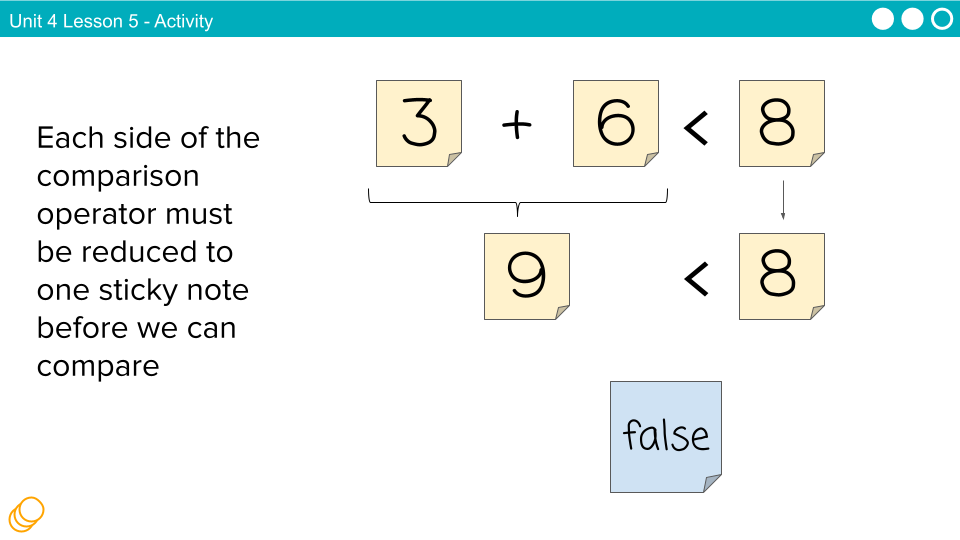 Unit 4 Lesson 5 - Activity
3 + 6 < 8
Each side of the
comparison
operator must
be reduced to
one sticky note
before we can
compare
9 < 8
false